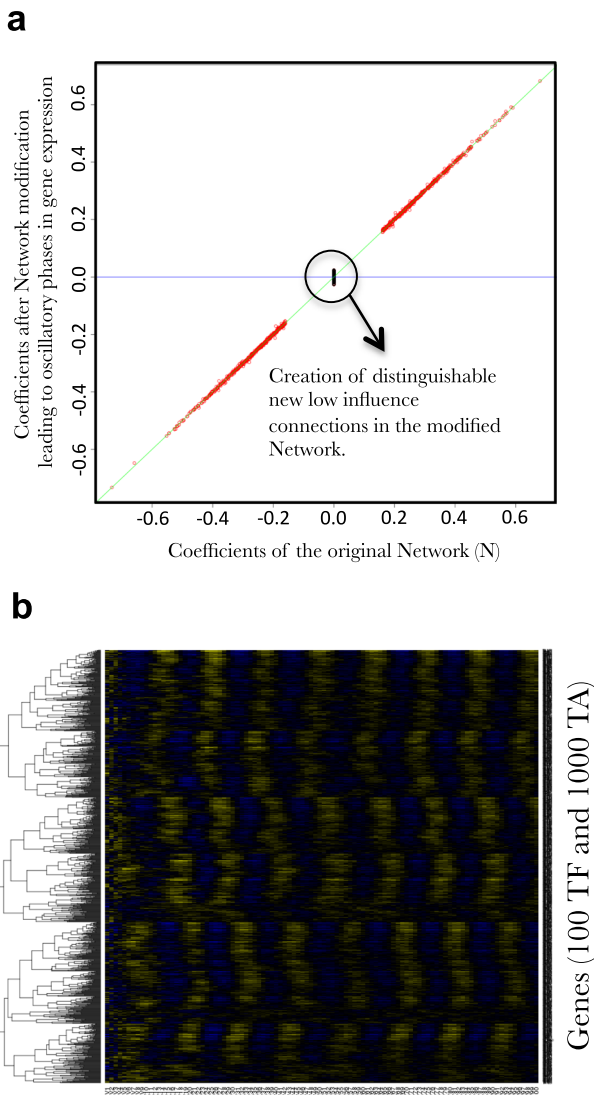 a
Coefficients after Network modification
leading to oscillatory phases in gene expression
0.6
0.4
0.2
0.0
-0.2
-0.4
-0.6
Creation of distinguishable
new low influence
connections in the modified
Network.
-0.6 -0.4 -0.2 0.0 0.2 0.4 0.6
Coefficients of the original Network (N)
b
Genes (100 TF and 1000 TA)